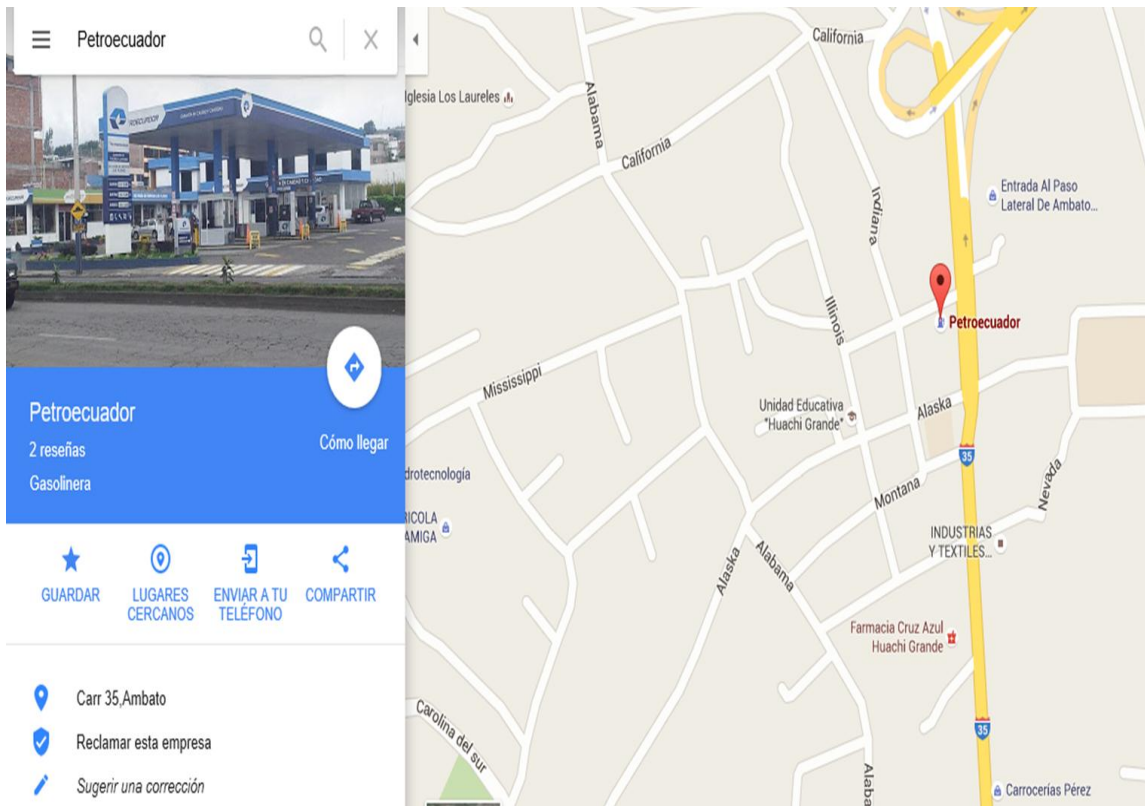 Petroecuador
PETROECUADOR
Petroecuador
2 reseñas
Gasolinera
Cómo llegar
GUARDAR
LUGARES
CERCANOS
ENVIAR A TU
TELÉFONO
COMPARTIR
Carr 35,Ambato
Reclamar esta empresa
Sugerir una corrección
California
Iglesia Los Laureles
Alabama
California
Indiana
Entrada Al Paso
Lateral De Ambato...
Illinois
Petroecuador
Mississippi
Unidad Educativa
"Huachi Grande"
Alaska
35
drotecnología
Montana
Nevada
RICOLA
AMIGA
INDUSTRIAS
Y TEXTILES...
Alaska
Alabama
Farmacia Cruz Azul
Huachi Grande
Carolina del sur
35
Alaba
Carrocerías Pérez